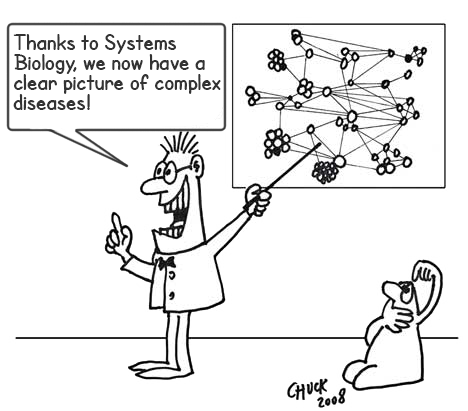 Thanks to Systems
Biology, we now have a
clear picture of complex
diseases!
CHUCK
2008